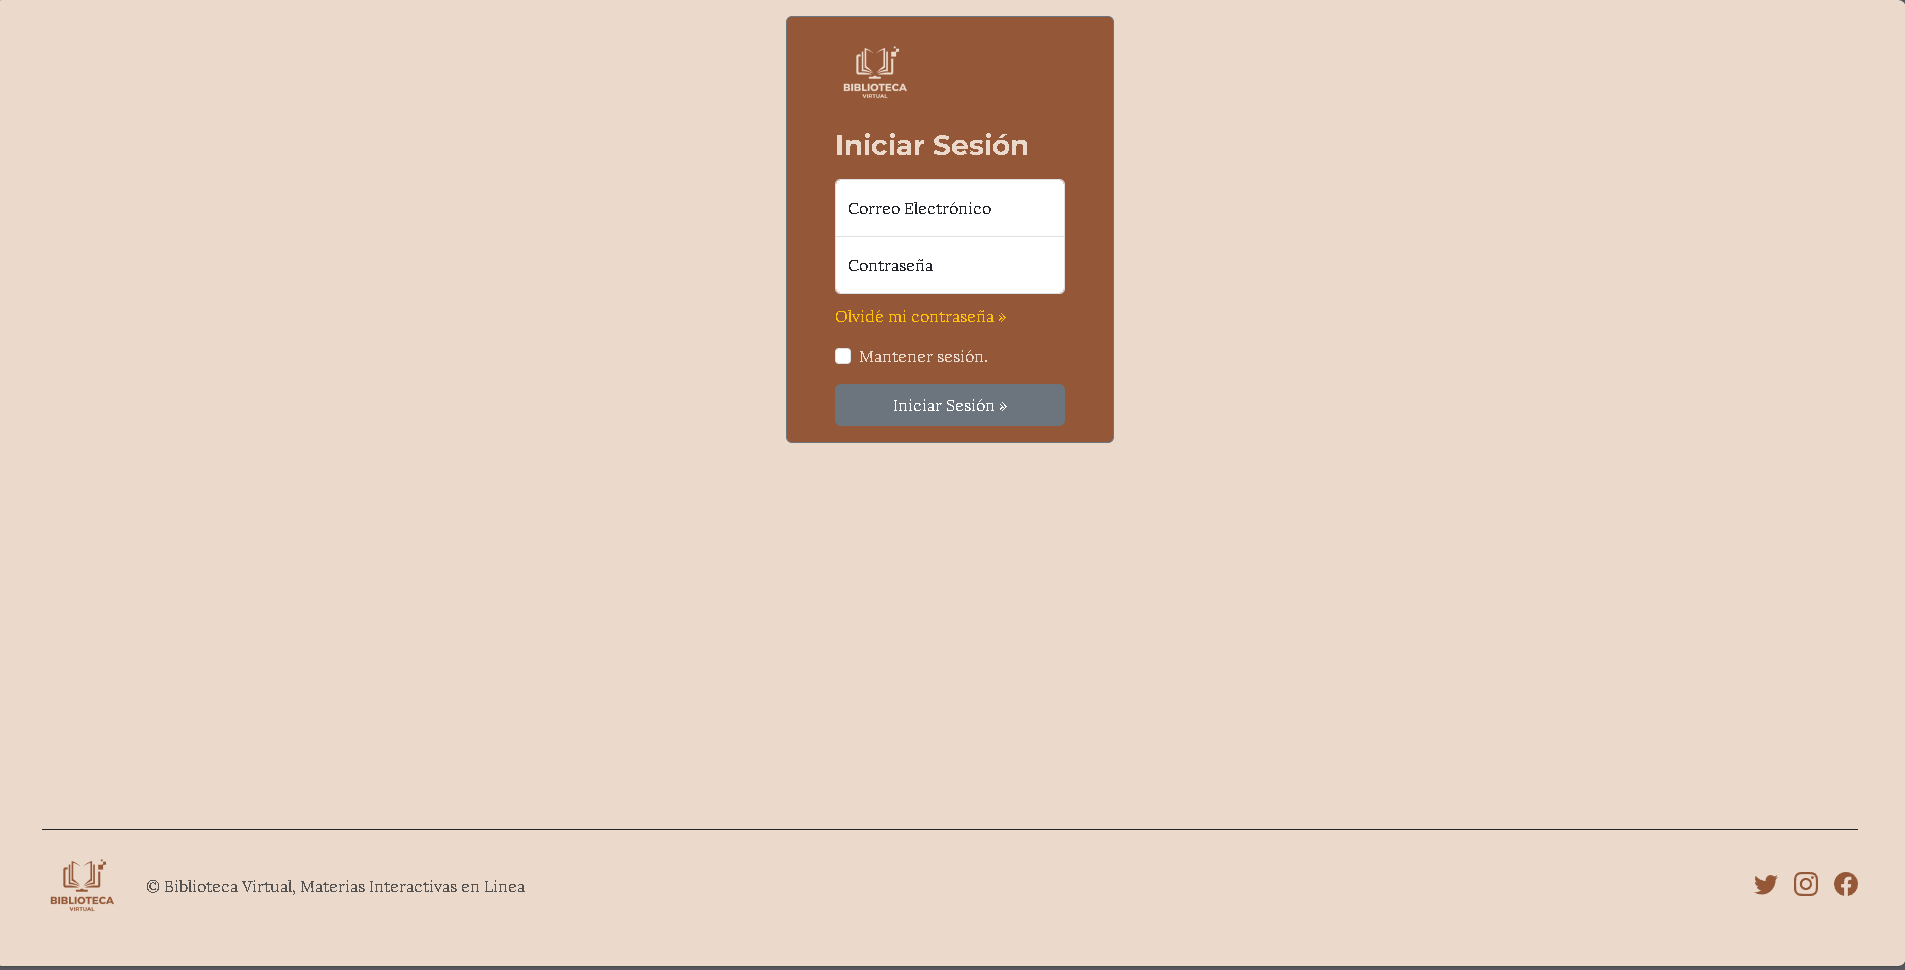 BIBLIOTECA
VIRTUAL
Iniciar Sesión
Correo Electrónico
Contraseña
Olvidé mi contraseña »
Mantener sesión.
Iniciar Sesión »
BIBLIOTECA
VIRTUAL
© Biblioteca Virtual, Materias Interactivas en Linea